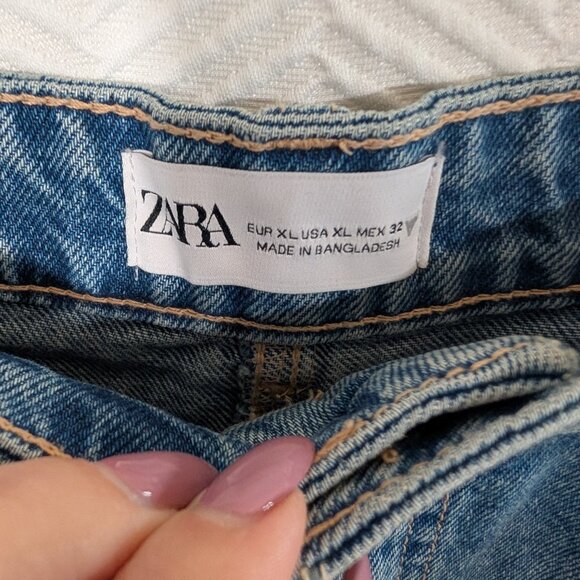 ZARA
EUR XL USA XL MEX 32
MADE IN BANGLADESH